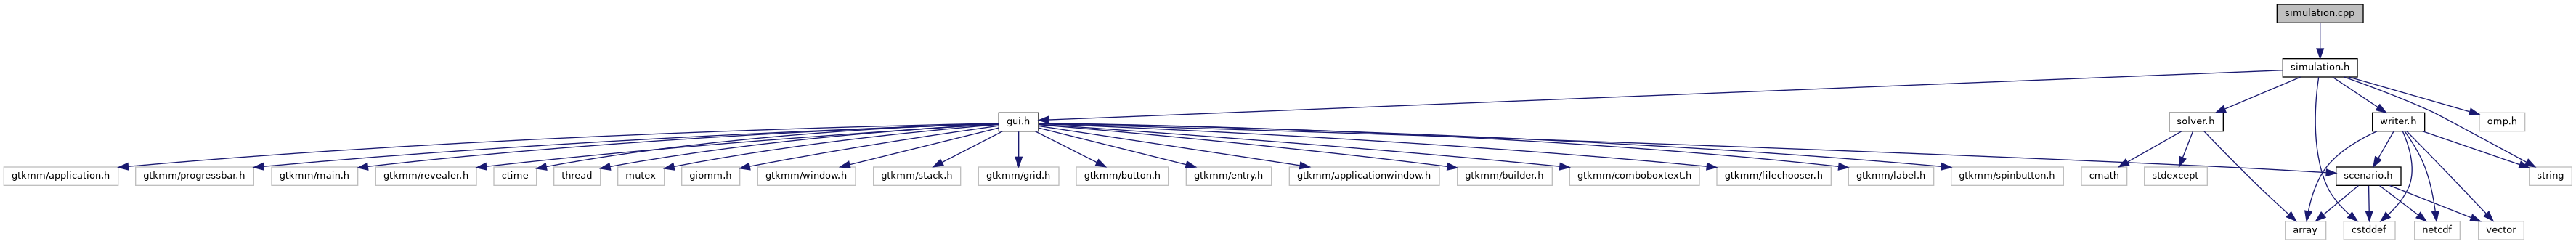 simulation.cpp
simulation.h
gui.h
solver.h
writer.h
omp.h
gtkmm/application.h
gtkmm/progressbar.h
gtkmm/main.h
gtkmm/revealer.h
ctime
thread
mutex
giomm.h
gtkmm/window.h
gtkmm/stack.h
gtkmm/grid.h
gtkmm/button.h
gtkmm/entry.h
gtkmm/applicationwindow.h
gtkmm/builder.h
gtkmm/comboboxtext.h
gtkmm/filechooser.h
gtkmm/label.h
gtkmm/spinbutton.h
cmath
stdexcept
scenario.h
string
array
cstddef
netcdf
vector